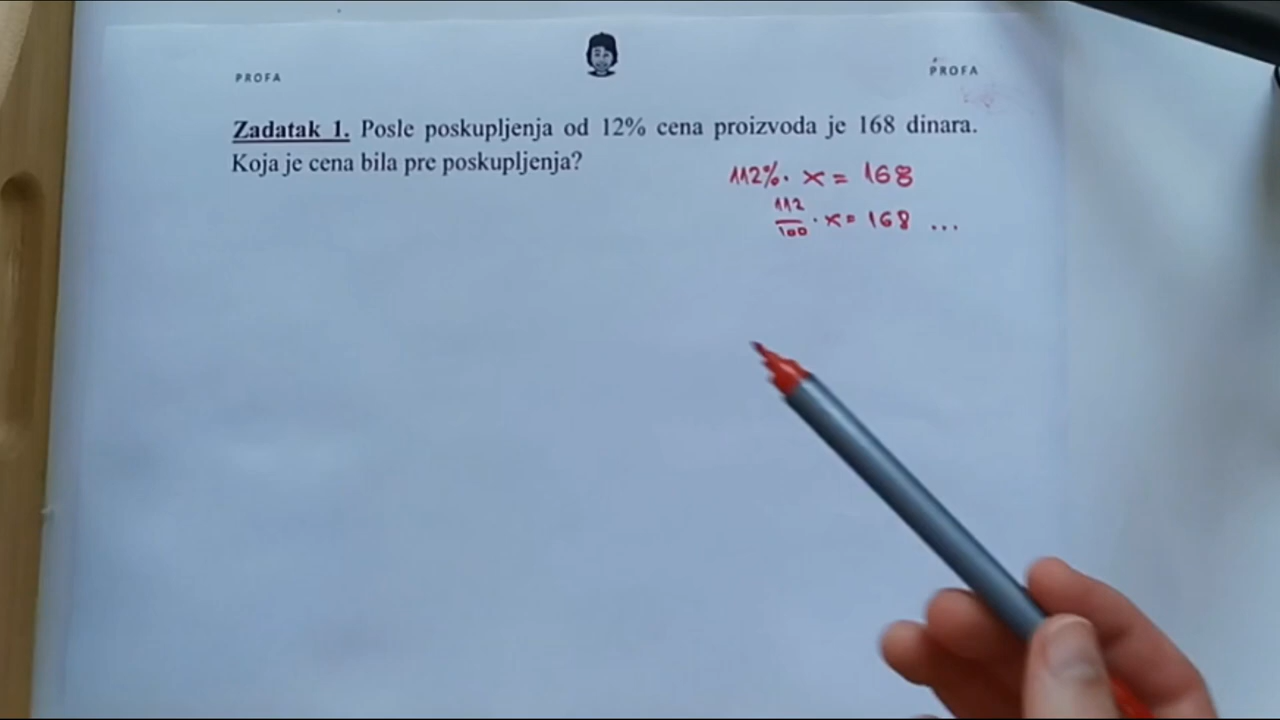 PROFA PROFA
Zadatak 1. Posle poskupljenja od 12% cena proizvoda je 168 dinara.
Koja je cena bila pre poskupljenja?
112% · x = 168
112/100 · x = 168 ...